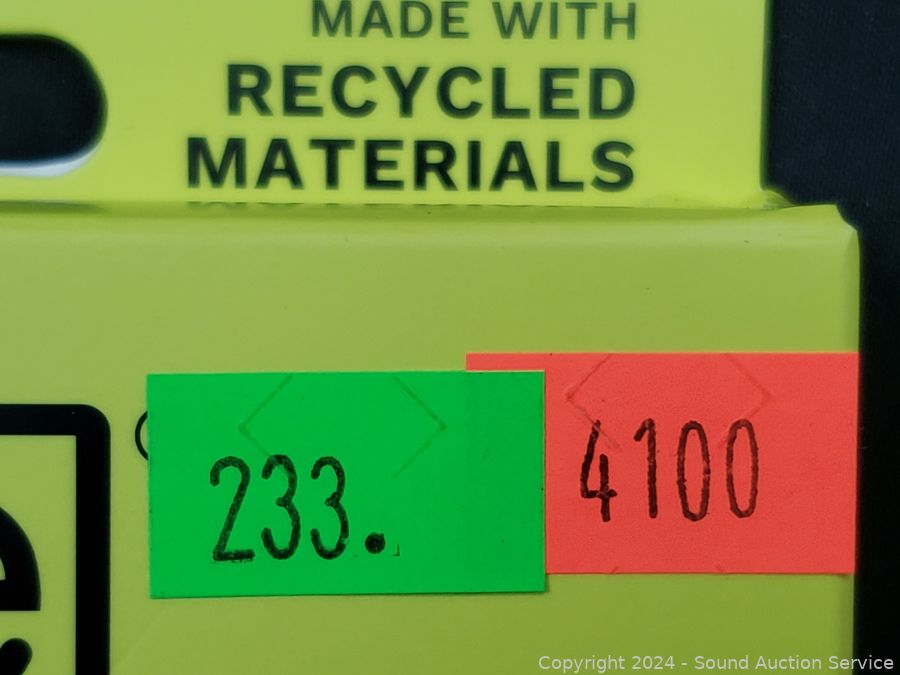 MADE WITH
RECYCLED
MATERIALS
233.
4100
Copyright 2024 - Sound Auction Service